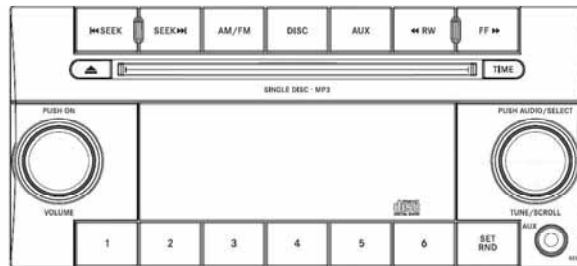 SEEK SEEK AM/FM DISC AUX RW FF
TIME
SINGLE DISC · MP3
PUSH ON
PUSH AUDIO/SELECT
disc
VOLUME
TUNE/SCROLL
1 2 3 4 5 6 SET RND
AUX